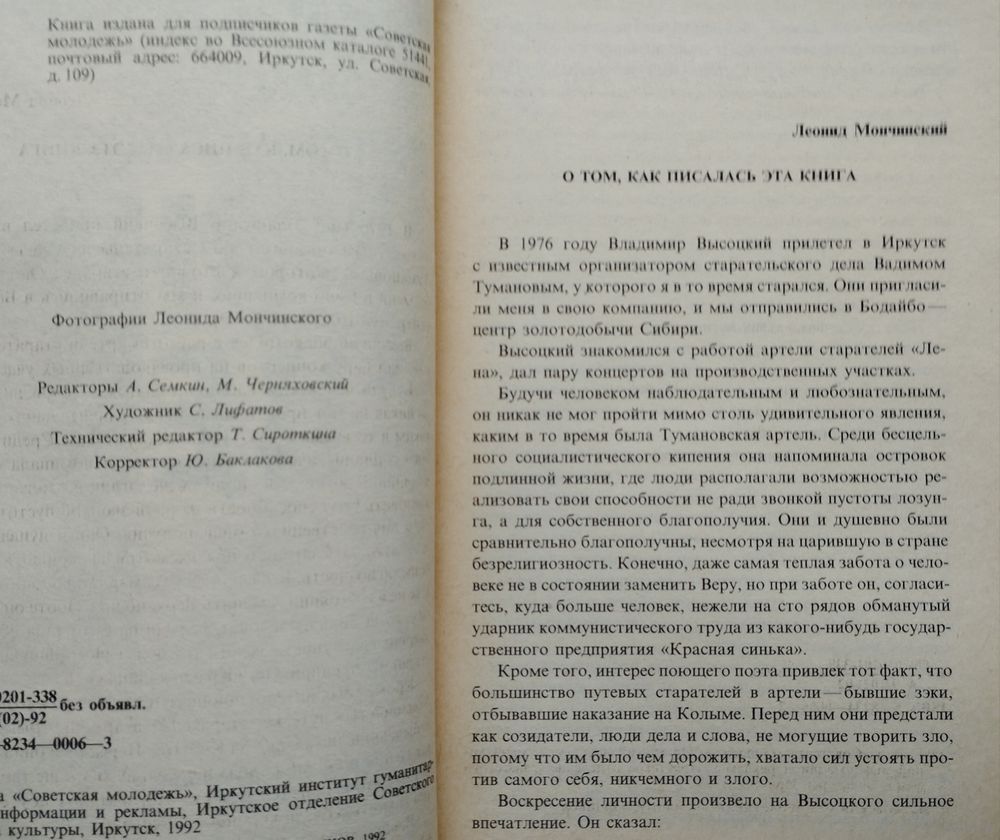 Книга издана для подписчиков газеты «Советская
молодежь» (индекс во Всесоюзном каталоге 51441,
почтовый адрес: 664009, Иркутск, ул. Советская,
д. 109)
Фотографии Леонида Мончинского
Редакторы А. Семкин, М. Черняховский
Художник С. Лифатов
Технический редактор Т. Сироткина
Корректор Ю. Баклакова
0201-338
(02)-92
без объявл.
8234—0006—3
«Советская молодежь», Иркутский институт гуманитар-
нформации и рекламы, Иркутское отделение Советского
культуры, Иркутск, 1992
1992
Леонид Мончинский
О ТОМ, КАК ПИСАЛАСЬ ЭТА КНИГА
В 1976 году Владимир Высоцкий прилетел в Иркутск
с известным организатором старательского дела Вадимом
Тумановым, у которого я в то время старался. Они пригласи-
ли меня в свою компанию, и мы отправились в Бодайбо —
центр золотодобычи Сибири.
Высоцкий знакомился с работой артели старателей «Ле-
на», дал пару концертов на производственных участках.
Будучи человеком наблюдательным и любознательным,
он никак не мог пройти мимо столь удивительного явления,
каким в то время была Тумановская артель. Среди бесцель-
ного социалистического кипения она напоминала островок
подлинной жизни, где люди располагали возможностью ре-
ализовать свои способности не ради звонкой пустоты лозун-
га, а для собственного благополучия. Они и душевно были
сравнительно благополучны, несмотря на царившую в стране
безрелигиозность. Конечно, даже самая теплая забота о чело-
веке не в состоянии заменить Веру, но при заботе он, согласи-
тесь, куда больше человек, нежели на сто рядов обманутый
ударник коммунистического труда из какого-нибудь государ-
ственного предприятия «Красная синька».
Кроме того, интерес поющего поэта привлек тот факт, что
большинство путевых старателей в артели — бывшие зэки,
отбывавшие наказание на Колыме. Перед ним они предстали
как созидатели, люди дела и слова, не могущие творить зло,
потому что им было чем дорожить, хватало сил устоять про-
тив самого себя, никчемного и злого.
Воскресение личности произвело на Высоцкого сильное
впечатление. Он сказал: